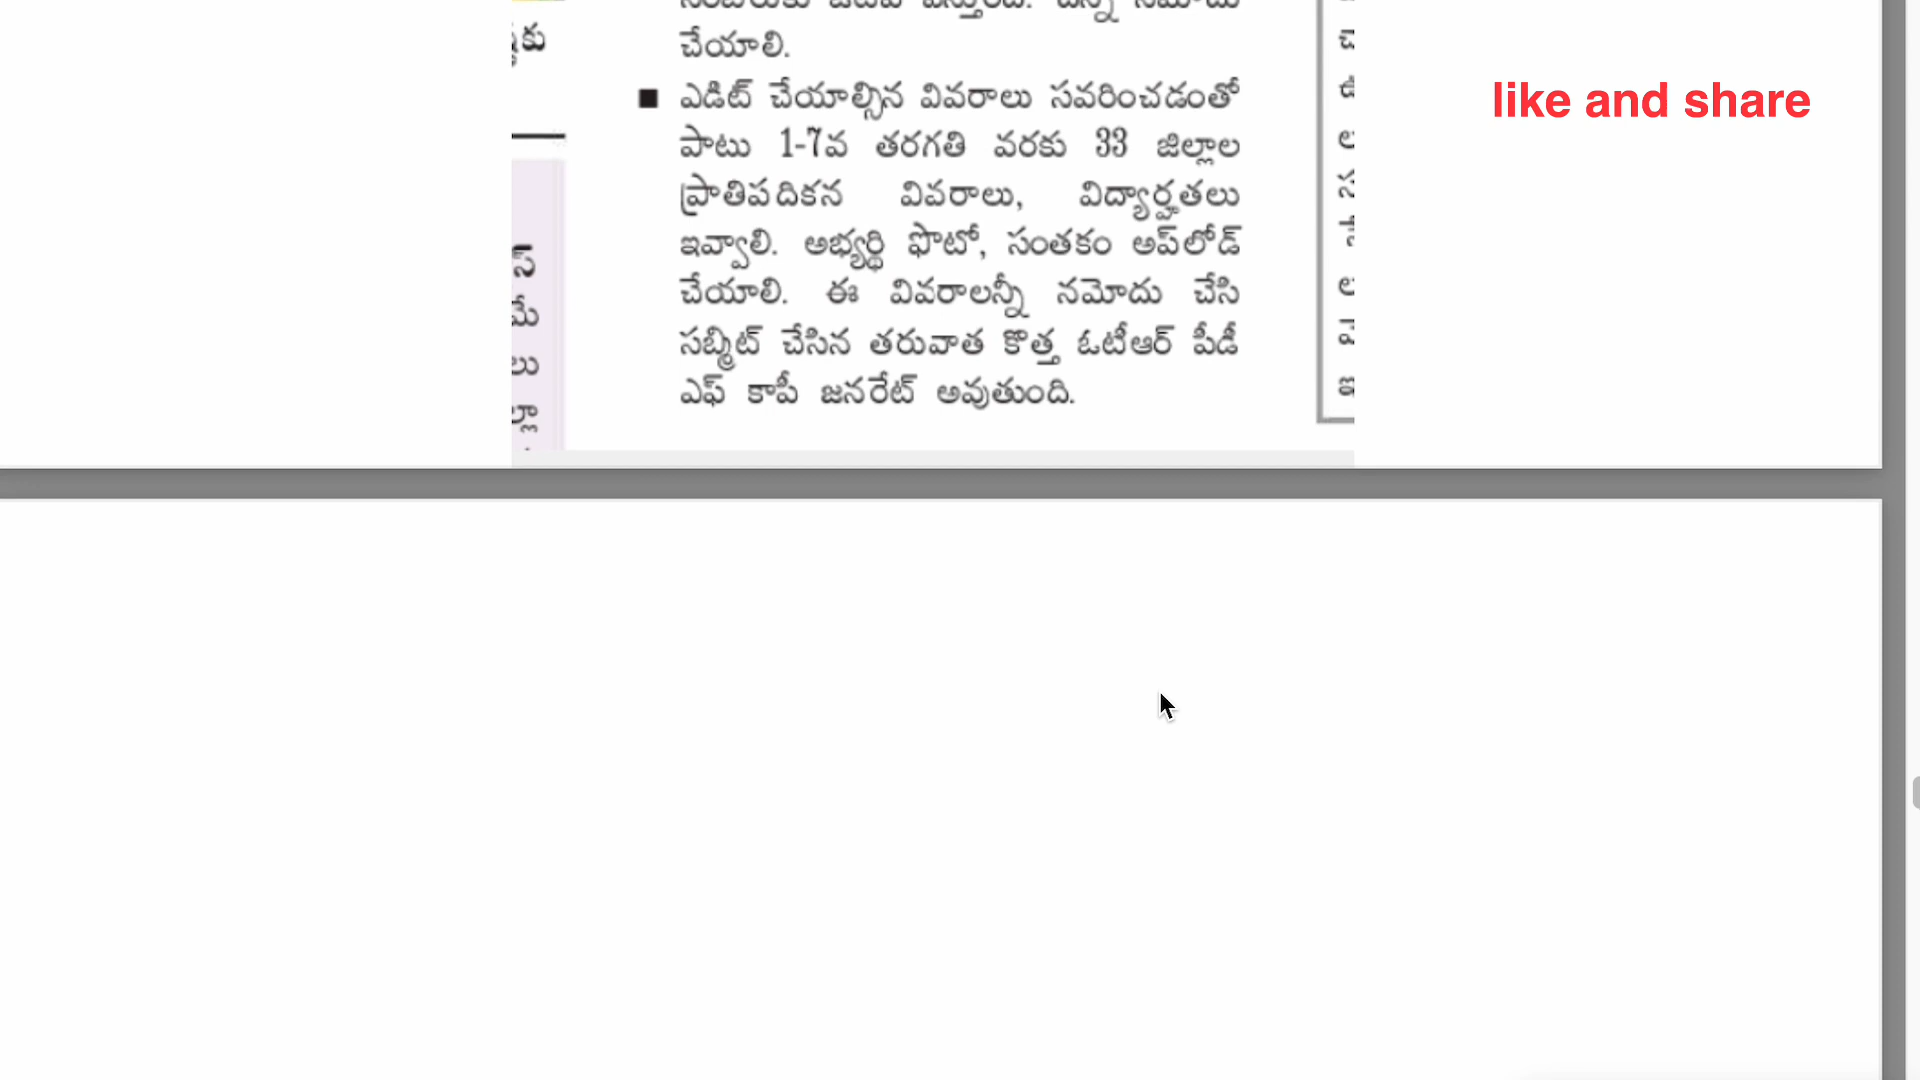 చేయాలి.
■ ఎడిట్ చేయాల్సిన వివరాలు సవరించడంతో
పాటు 1-7వ తరగతి వరకు 33 జిల్లాల
ప్రాతిపదికన వివరాలు, విద్యార్హతలు
ఇవ్వాలి. అభ్యర్థి ఫొటో, సంతకం అప్‌లోడ్
చేయాలి. ఈ వివరాలన్నీ నమోదు చేసి
సబ్మిట్ చేసిన తరువాత కొత్త ఓటీఆర్ పీడీ
ఎఫ్ కాపీ జనరేట్ అవుతుంది.
like and share